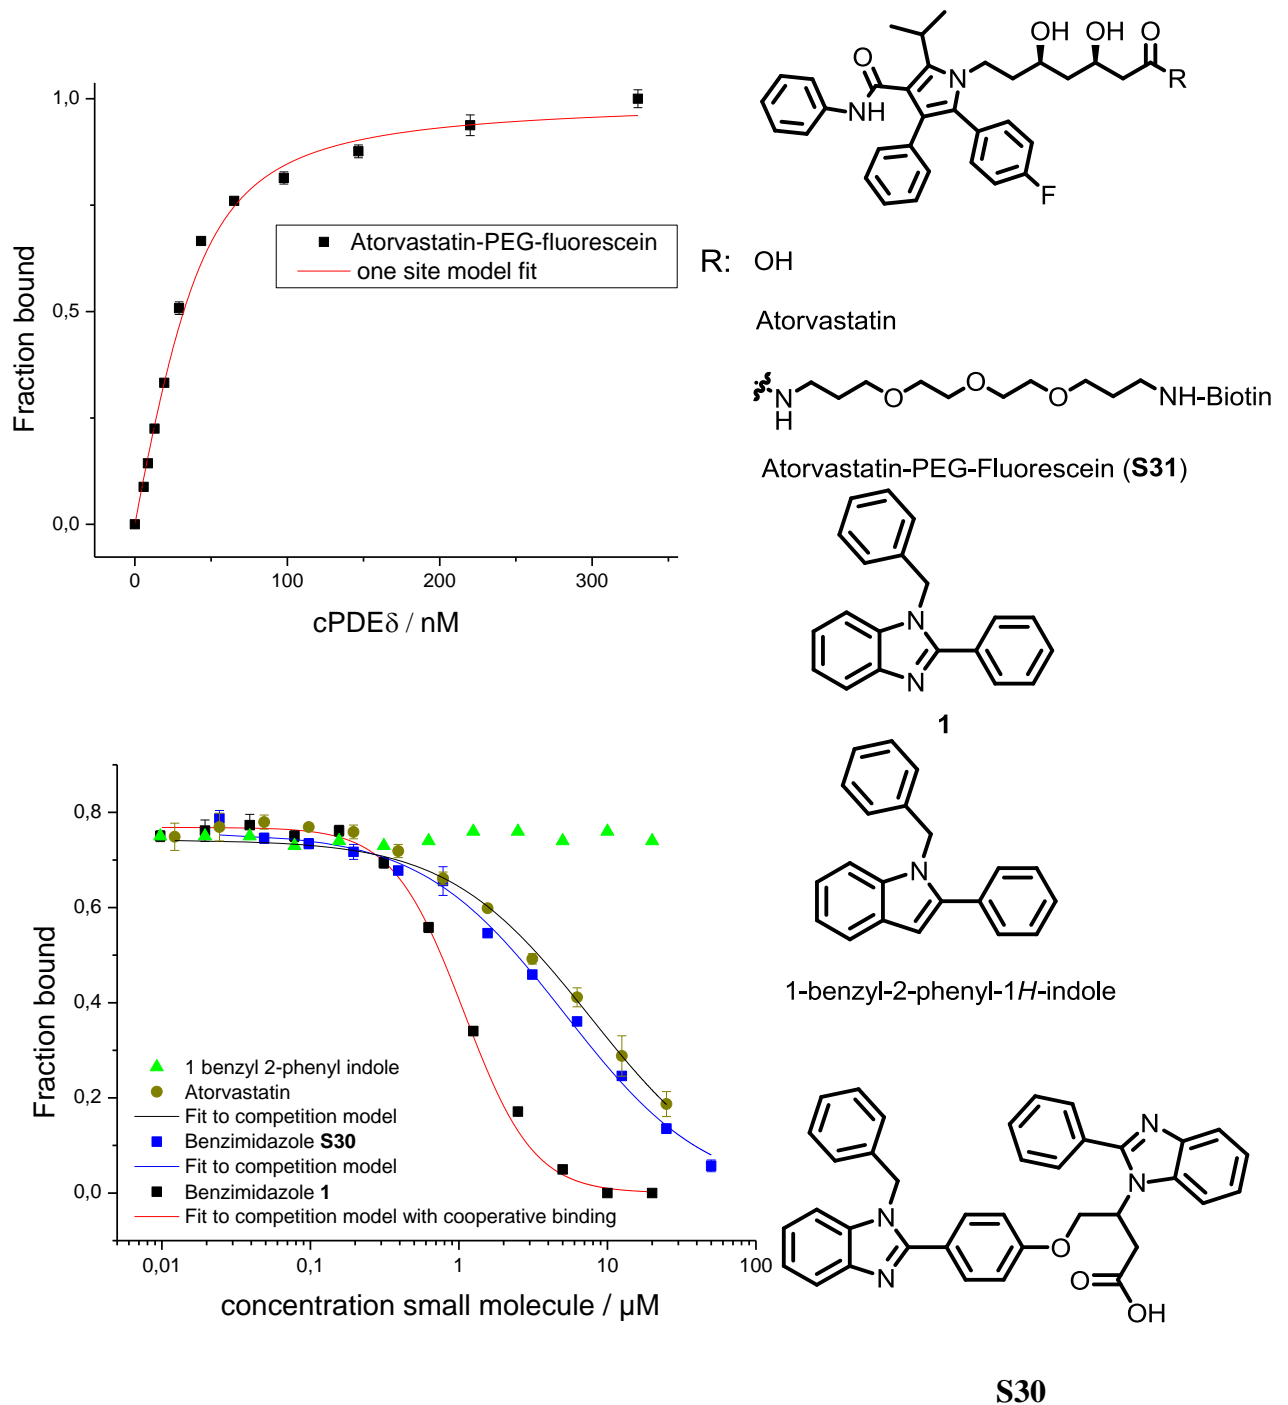 1,0
0,5
0,0
Fraction bound
Atorvastatin-PEG-fluorescein
one site model fit
0
100
200
300
cPDEδ / nM
OH
OH
O
R
O
N
NH
F
R: OH
Atorvastatin
N
H
O
O
O
NH-Biotin
Atorvastatin-PEG-Fluorescein (S31)
N
N
1
N
1-benzyl-2-phenyl-1H-indole
0,8
0,6
0,4
0,2
0,0
Fraction bound
1 benzyl 2-phenyl indole
Atorvastatin
Fit to competition model
Benzimidazole S30
Fit to competition model
Benzimidazole 1
Fit to competition model with cooperative binding
0,01
0,1
1
10
100
concentration small molecule / µM
N
N
N
N
O
O
OH
S30